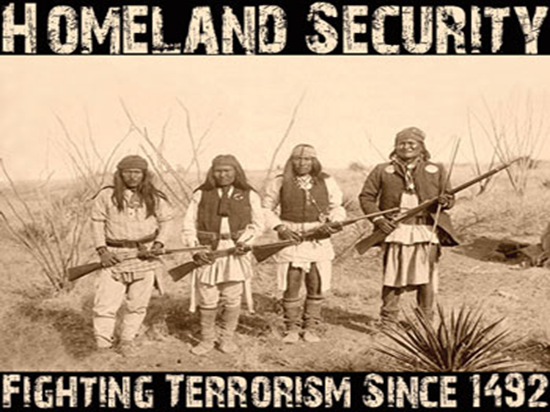 HOMELAND SECURITY
FIGHTING TERRORISM SINCE 1492